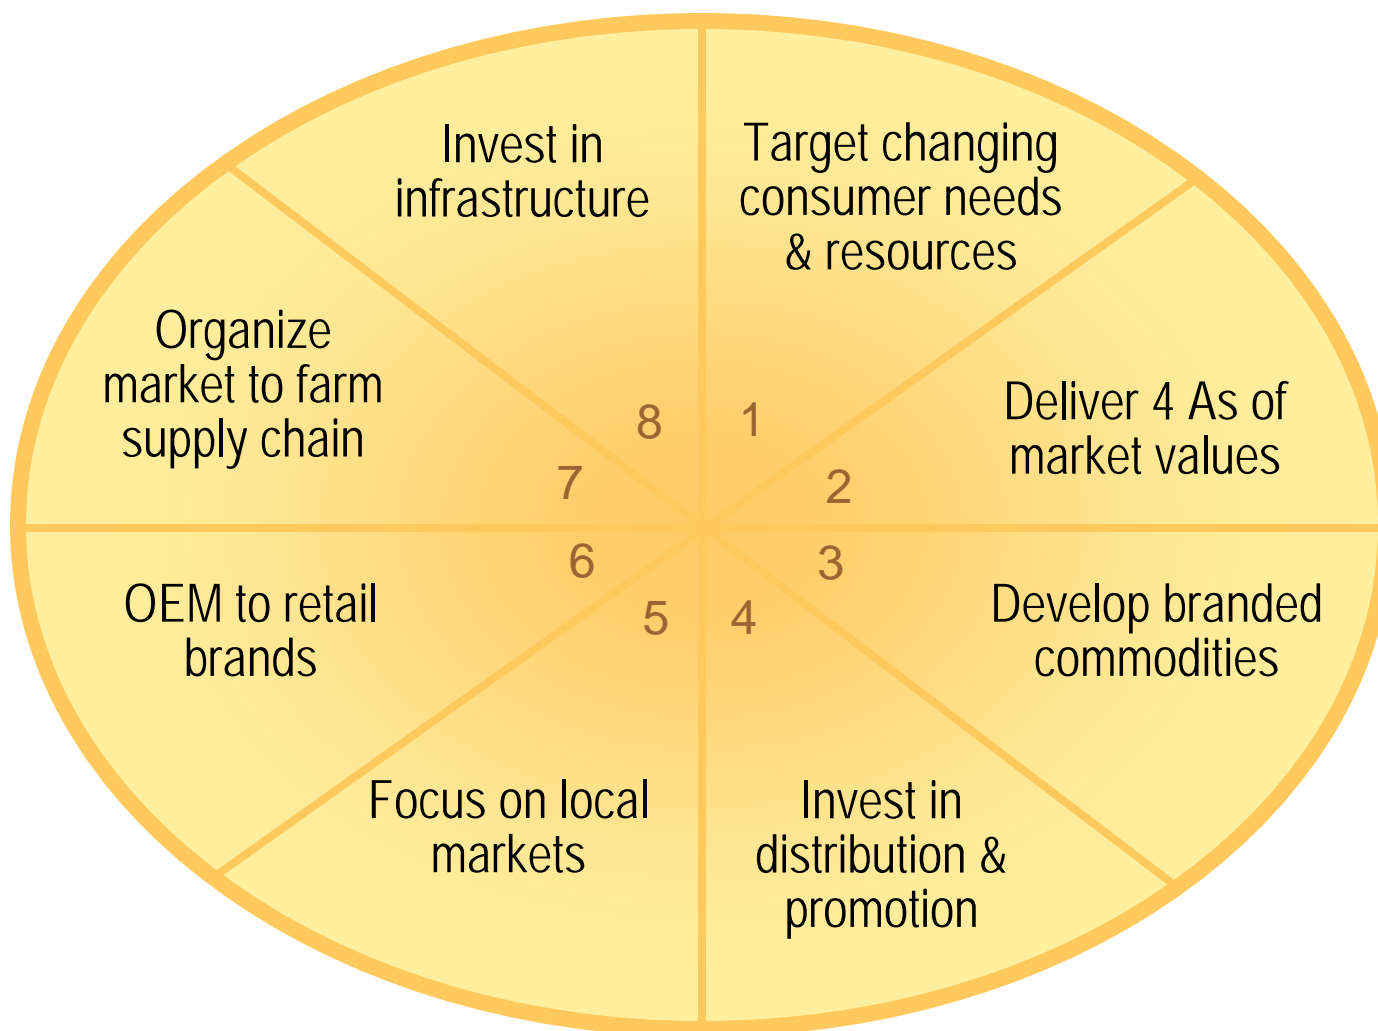 Invest in
infrastructure
Target changing
consumer needs
& resources
Organize
market to farm
supply chain
Deliver 4 As of
market values
8
1
7
2
6
3
5
4
OEM to retail
brands
Develop branded
commodities
Focus on local
markets
Invest in
distribution &
promotion